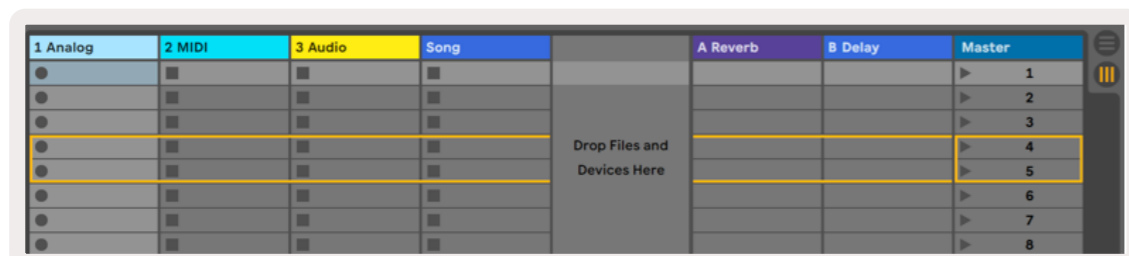 1 Analog 2 MIDI 3 Audio Song A Reverb B Delay Master
1
2
3
Drop Files and 4
Devices Here 5
6
7
8